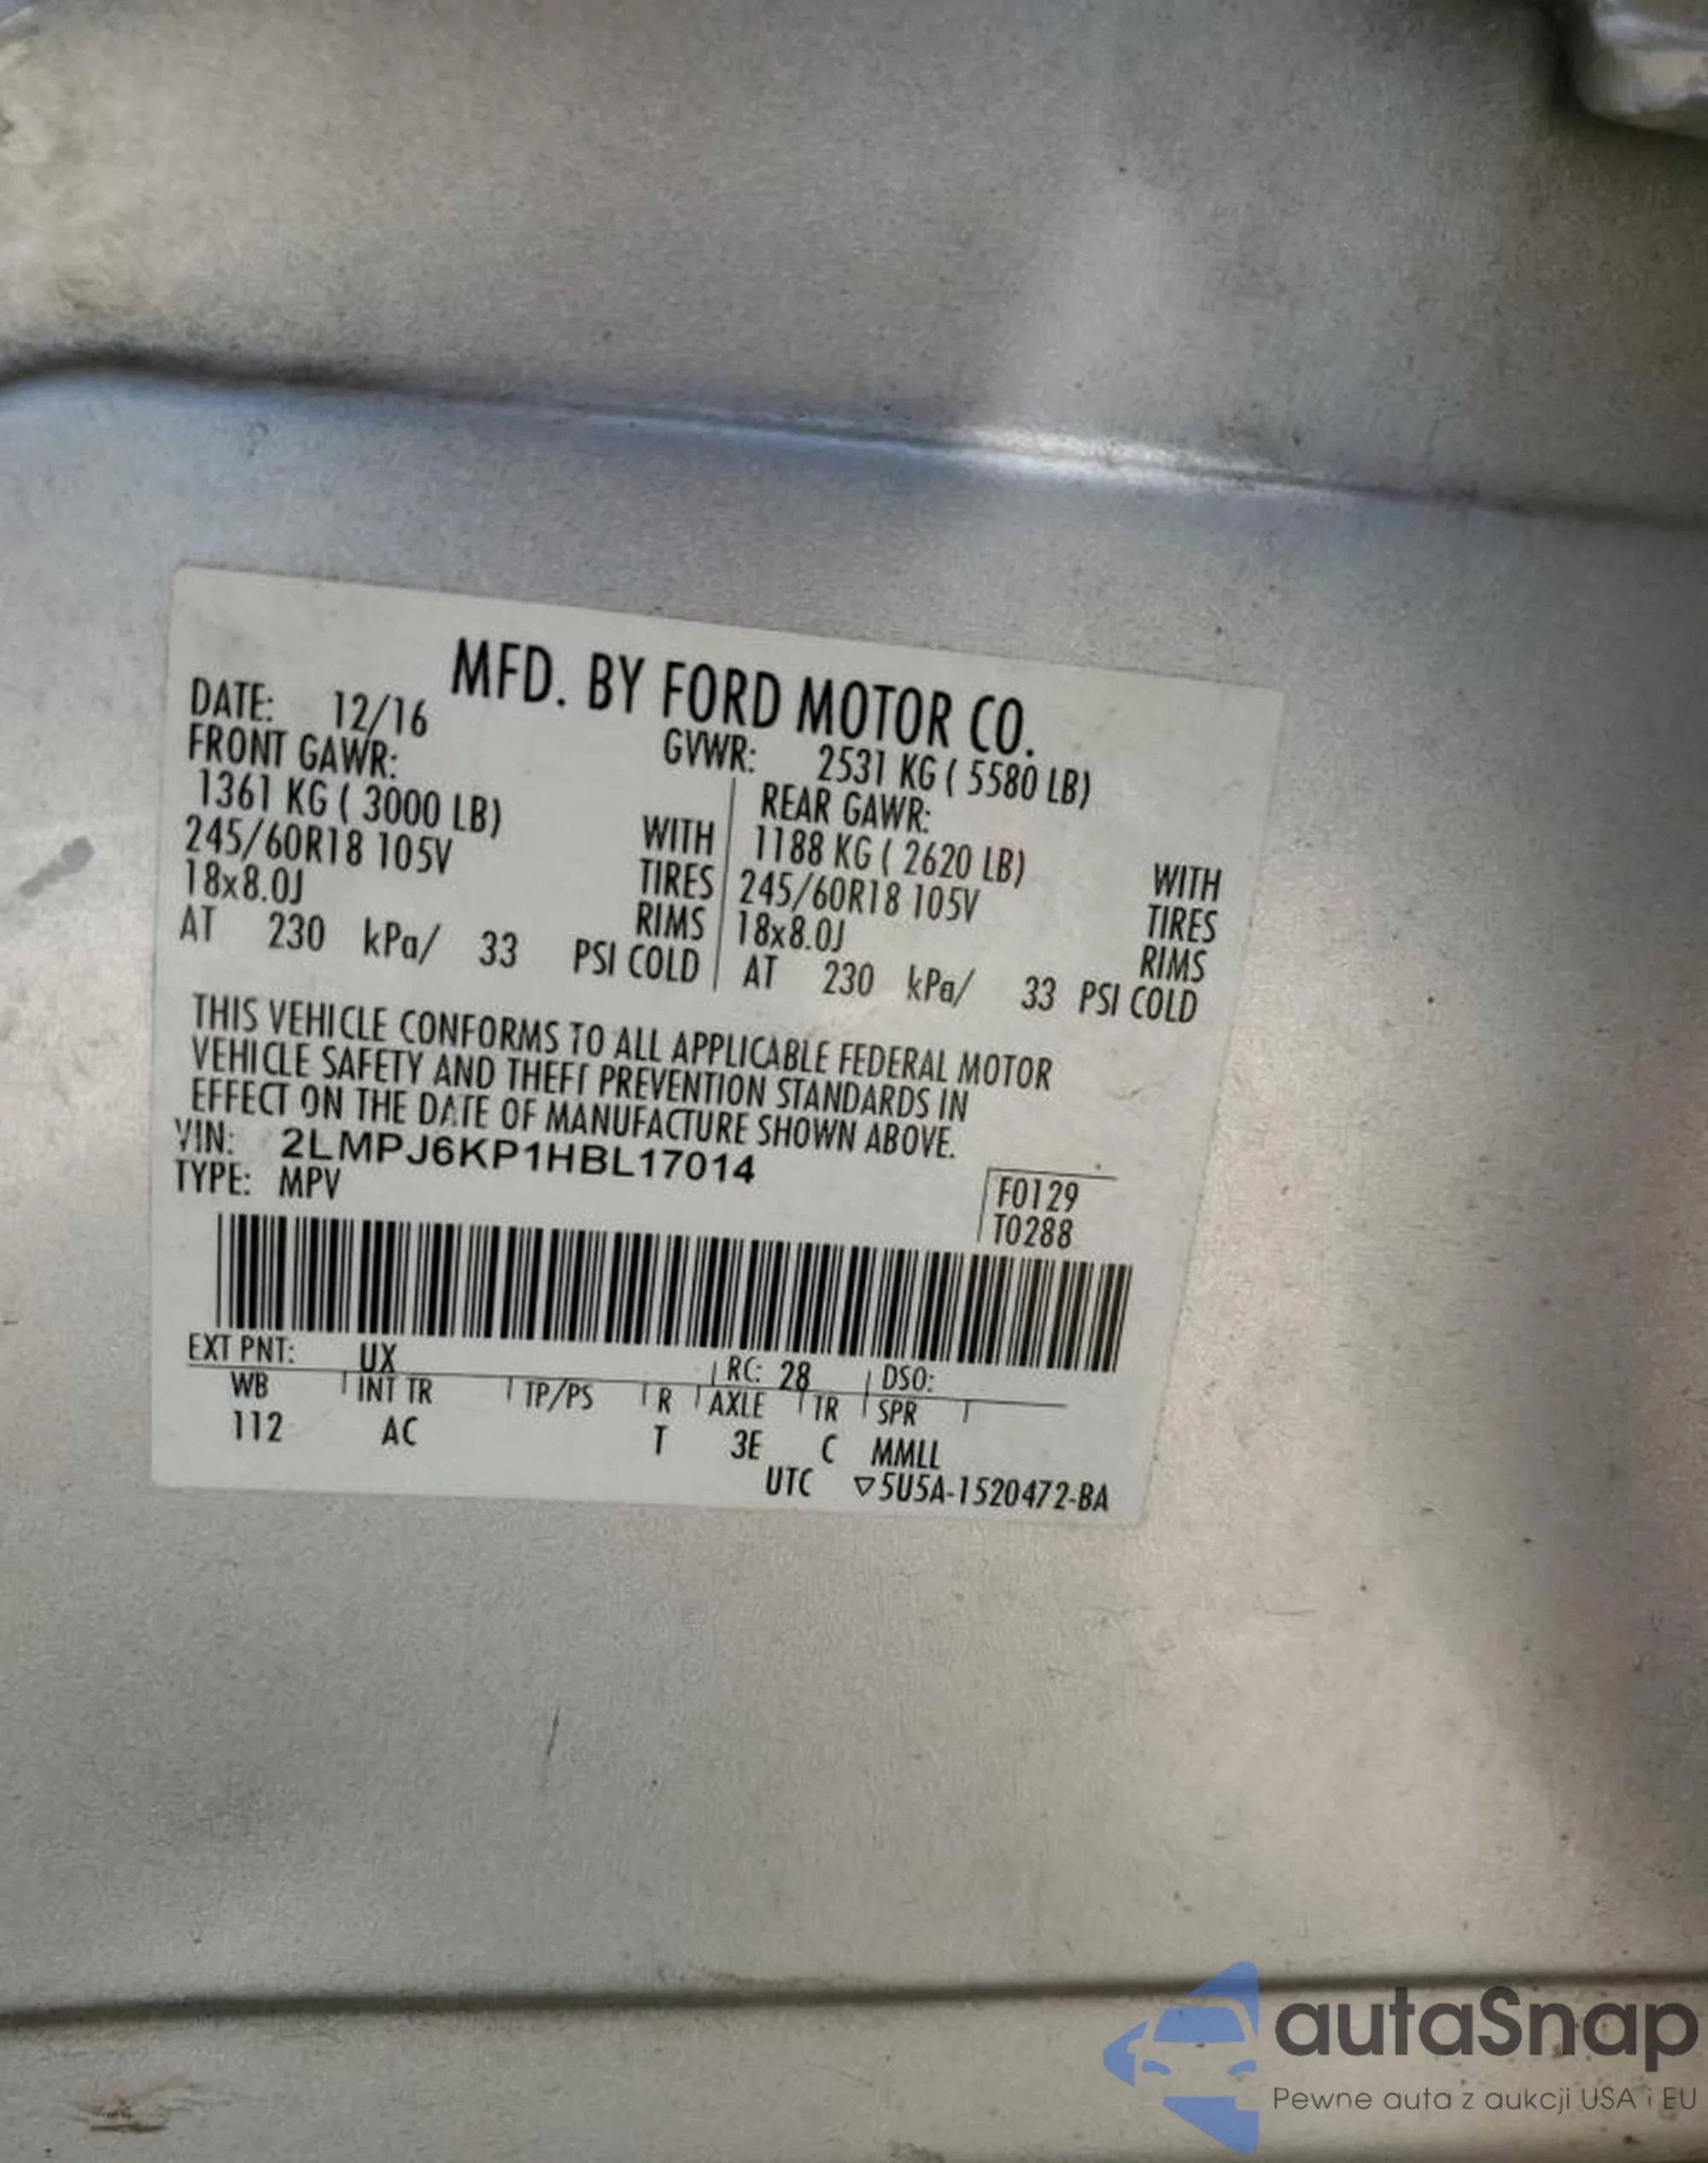 MFD. BY FORD MOTOR CO.
DATE: 12/16 GVWR: 2531 KG ( 5580 LB)
FRONT GAWR: REAR GAWR:
1361 KG ( 3000 LB) WITH 1188 KG ( 2620 LB) WITH
245/60R18 105V TIRES 245/60R18 105V TIRES
18x8.0J RIMS 18x8.0J RIMS
AT 230 kPa/ 33 PSI COLD AT 230 kPa/ 33 PSI COLD
THIS VEHICLE CONFORMS TO ALL APPLICABLE FEDERAL MOTOR
VEHICLE SAFETY AND THEFT PREVENTION STANDARDS IN
EFFECT ON THE DATE OF MANUFACTURE SHOWN ABOVE.
VIN: 2LMPJ6KP1HBL17014
TYPE: MPV
F0129
T0288
EXT PNT: UX RC: 28 DSO:
WB INT TR TP/PS R AXLE TR SPR
112 AC T 3E C MMLL
UTC ▽5U5A-1520472-BA
autaSnap
Pewne auta z aukcji USA i EU